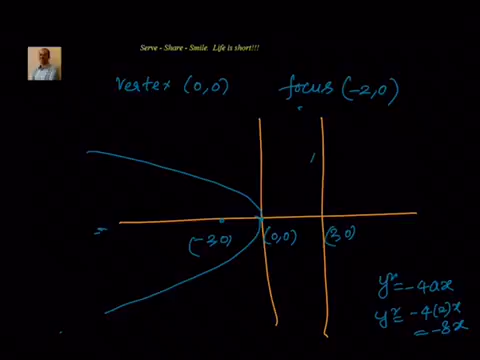 Serve - Share - Smile. Life is short!!!
vertex (0,0) focus (-2,0)
(-3,0) (0,0) (3,0)
y² = -4ax
y² = -4(2)x
= -8x